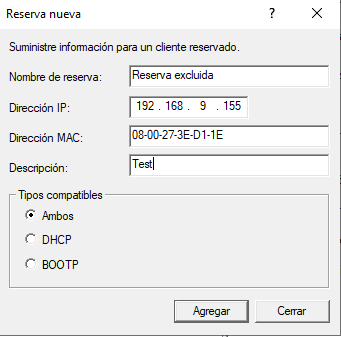 Reserva nueva
Suministre información para un cliente reservado.
Nombre de reserva: Reserva excluida
Dirección IP: 192 . 168 . 9 . 155
Dirección MAC: 08-00-27-3E-D1-1E
Descripción: Test
Tipos compatibles
Ambos
DHCP
BOOTP
Agregar Cerrar